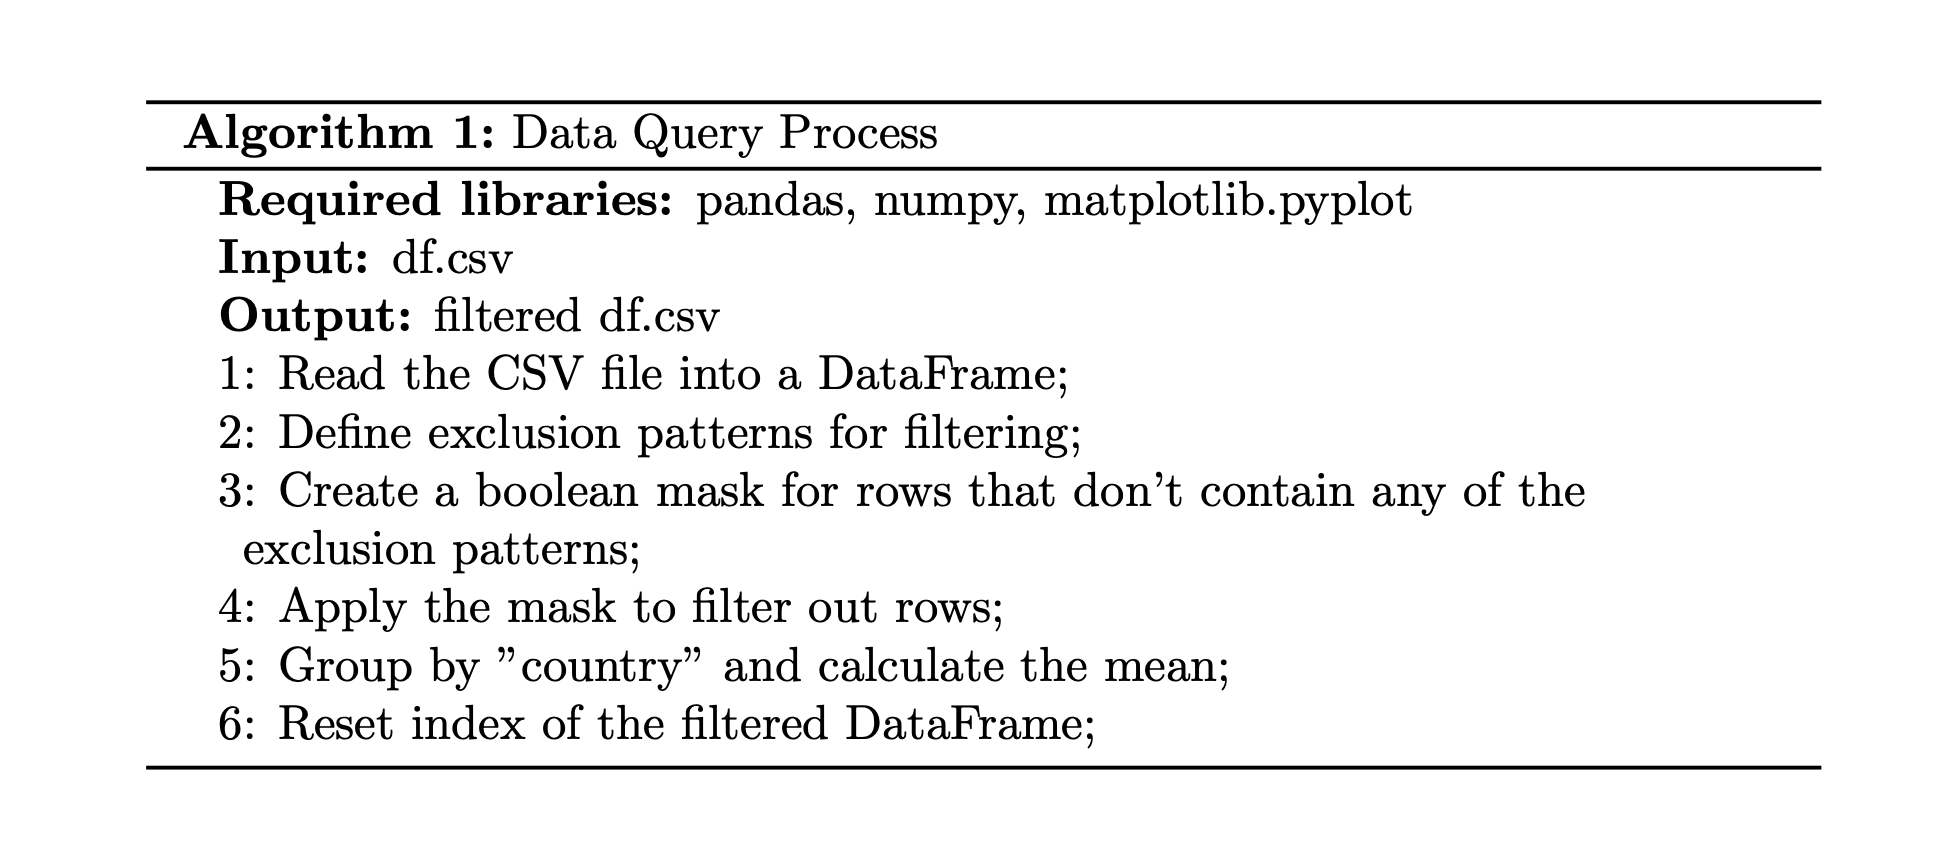 Algorithm 1: Data Query Process
Required libraries: pandas, numpy, matplotlib.pyplot
Input: df.csv
Output: filtered df.csv
1: Read the CSV file into a DataFrame;
2: Define exclusion patterns for filtering;
3: Create a boolean mask for rows that don’t contain any of the
exclusion patterns;
4: Apply the mask to filter out rows;
5: Group by ”country” and calculate the mean;
6: Reset index of the filtered DataFrame;